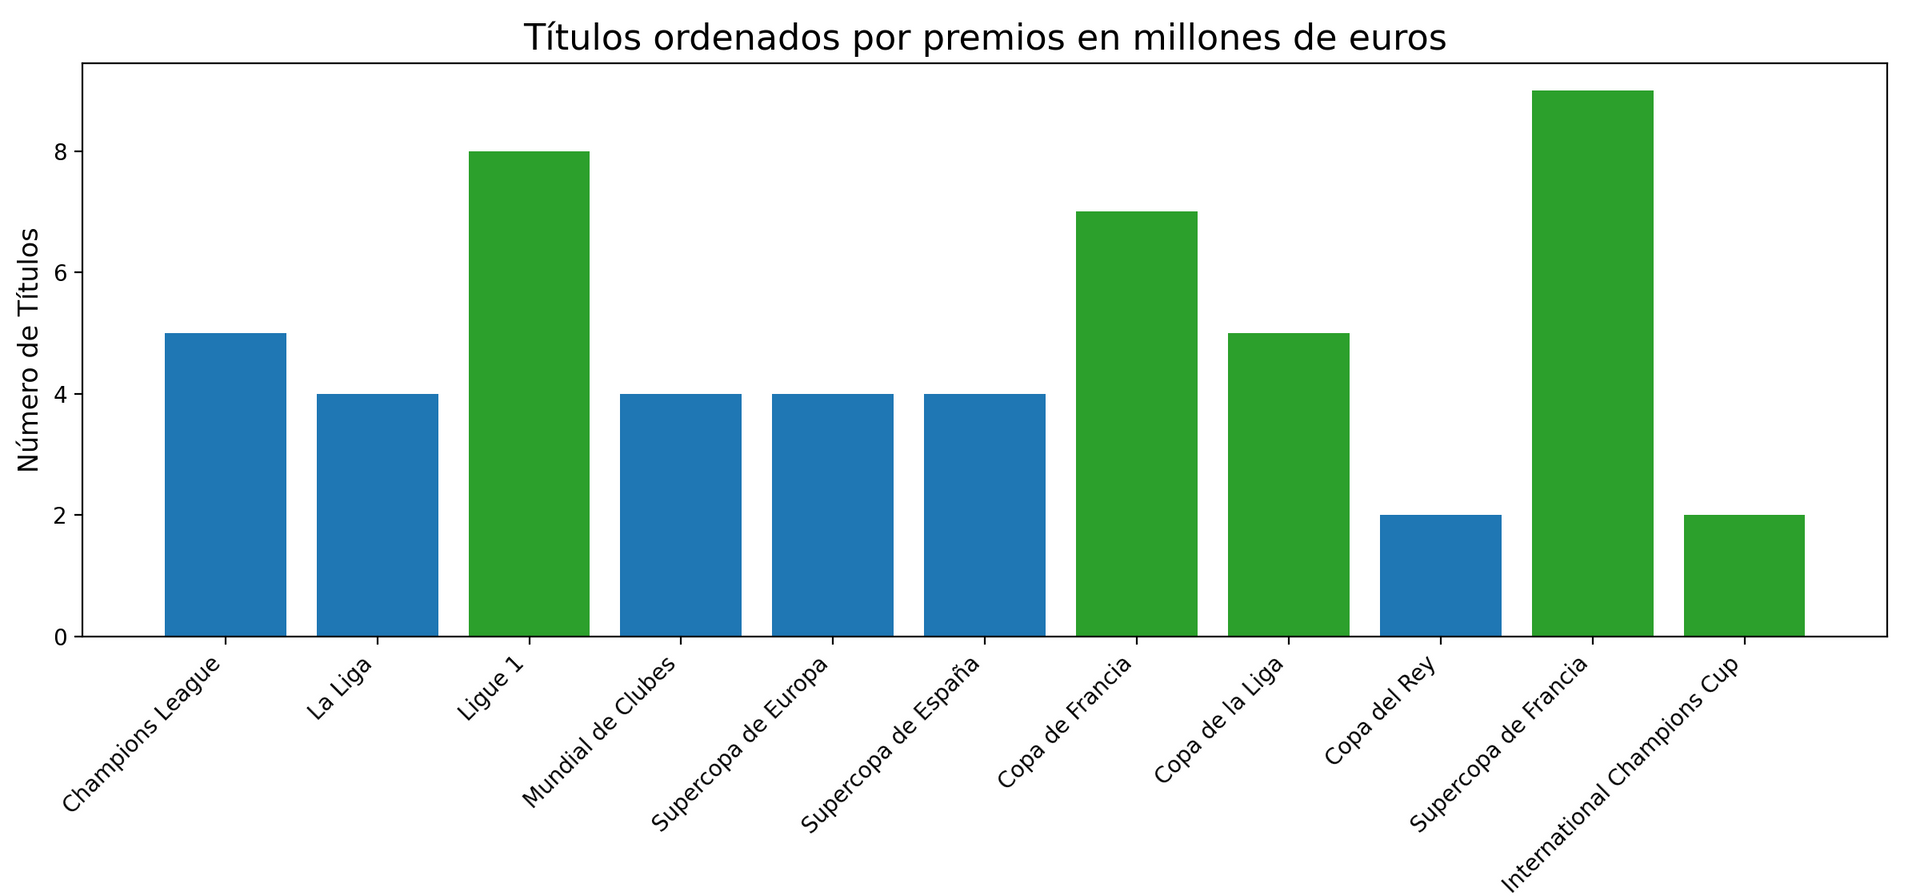 Títulos ordenados por premios en millones de euros
Número de Títulos
8
6
4
2
0
Champions League
La Liga
Ligue 1
Mundial de Clubes
Supercopa de Europa
Supercopa de España
Copa de Francia
Copa de la Liga
Copa del Rey
Supercopa de Francia
International Champions Cup